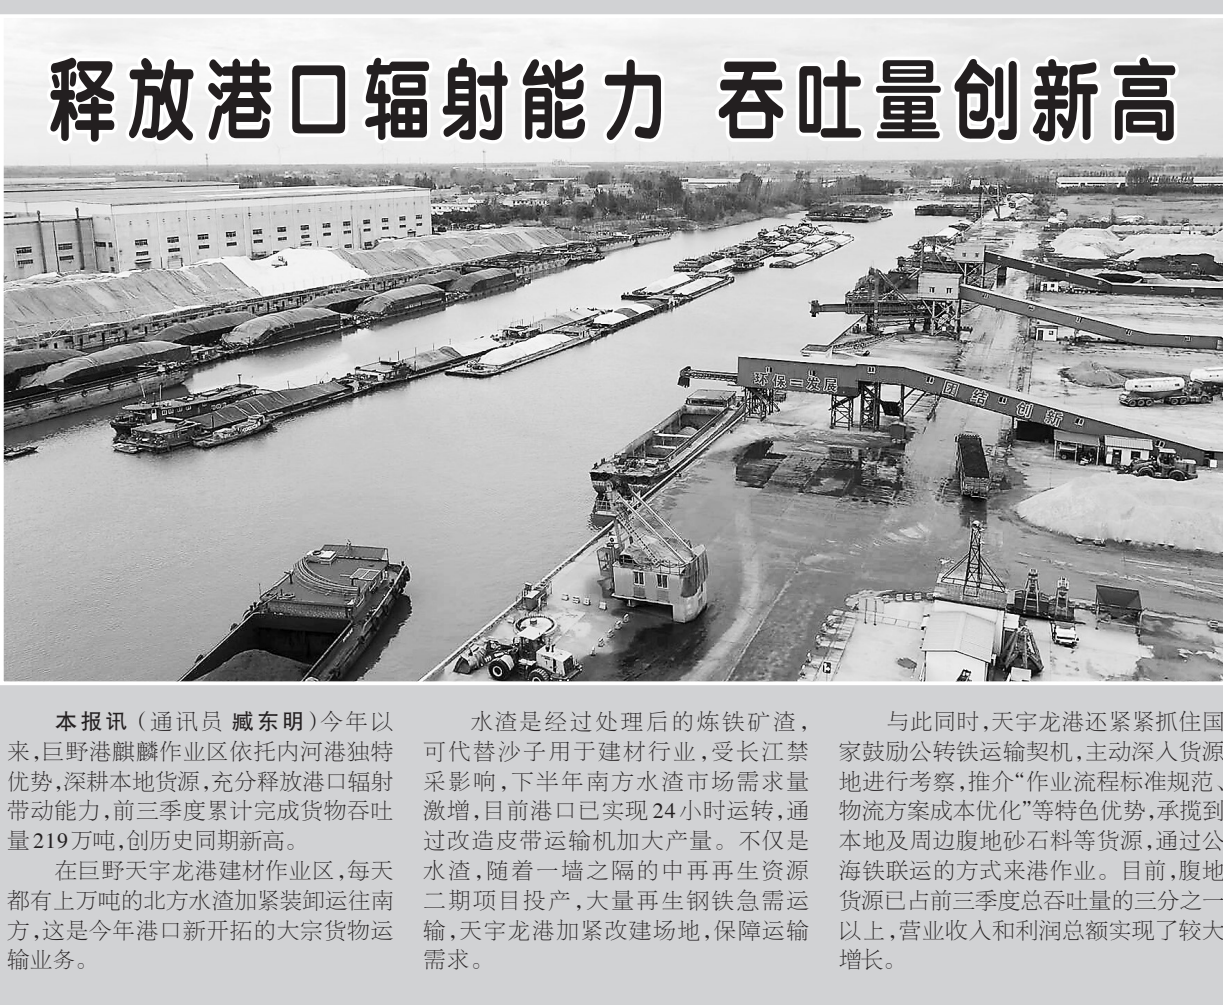 释放港口辐射能力 吞吐量创新高
环保 发展
团结创新
本报讯（通讯员 臧东明）今年以
来，巨野港麒麟作业区依托内河港独特
优势，深耕本地货源，充分释放港口辐射
带动能力，前三季度累计完成货物吞吐
量219万吨，创历史同期新高。
在巨野天宇龙港建材作业区，每天
都有上万吨的北方水渣加紧装卸运往南
方，这是今年港口新开拓的大宗货物运
输业务。
水渣是经过处理后的炼铁矿渣，
可代替沙子用于建材行业，受长江禁
采影响，下半年南方水渣市场需求量
激增，目前港口已实现24小时运转，通
过改造皮带运输机加大产量。不仅是
水渣，随着一墙之隔的中再再生资源
二期项目投产，大量再生钢铁急需运
输，天宇龙港加紧改建场地，保障运输
需求。
与此同时，天宇龙港还紧紧抓住国
家鼓励公转铁运输契机，主动深入货源
地进行考察，推介“作业流程标准规范、
物流方案成本优化”等特色优势，承揽到
本地及周边腹地砂石料等货源，通过公
海铁联运的方式来港作业。目前，腹地
货源已占前三季度总吞吐量的三分之一
以上，营业收入和利润总额实现了较大
增长。